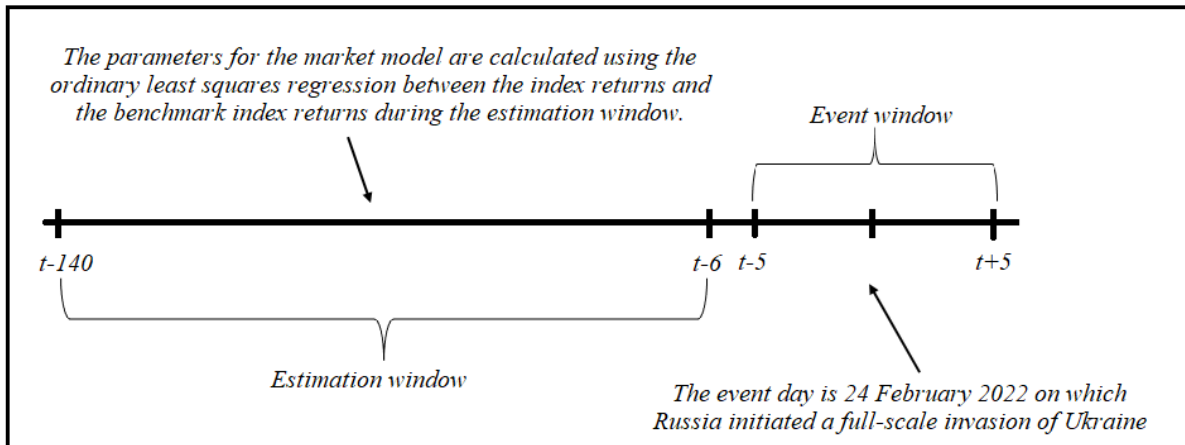 The parameters for the market model are calculated using the
ordinary least squares regression between the index returns and
the benchmark index returns during the estimation window.
Event window
t-140
t-6
t-5
t+5
Estimation window
The event day is 24 February 2022 on which
Russia initiated a full-scale invasion of Ukraine